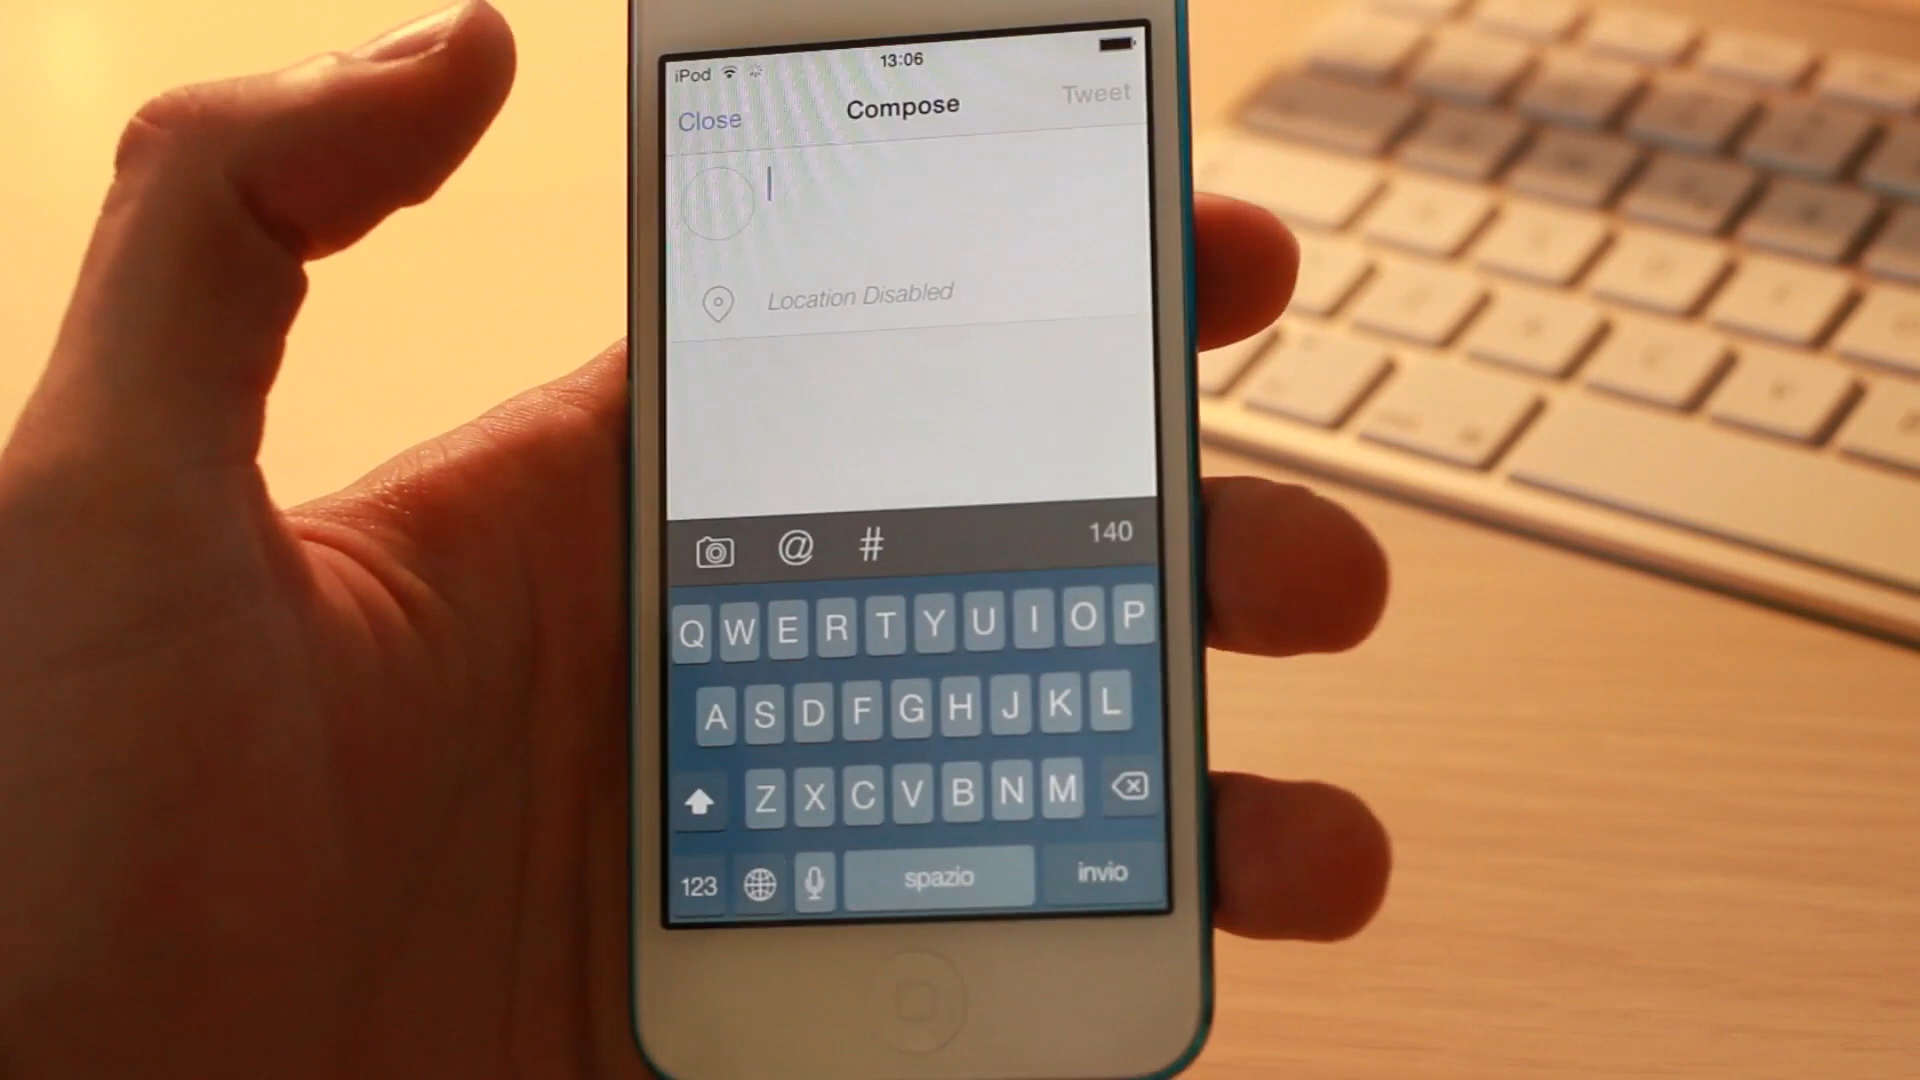 iPod 13:06
Close Compose Tweet
Location Disabled
@ # 140
Q W E R T Y U I O P
A S D F G H J K L
Z X C V B N M
123 spazio invio